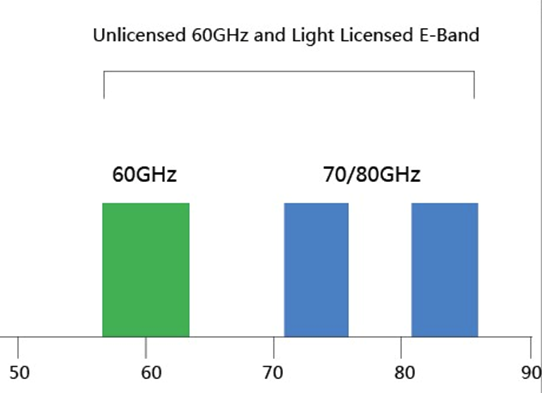 Unlicensed 60GHz and Light Licensed E-Band
60GHz 70/80GHz
50 60 70 80 90